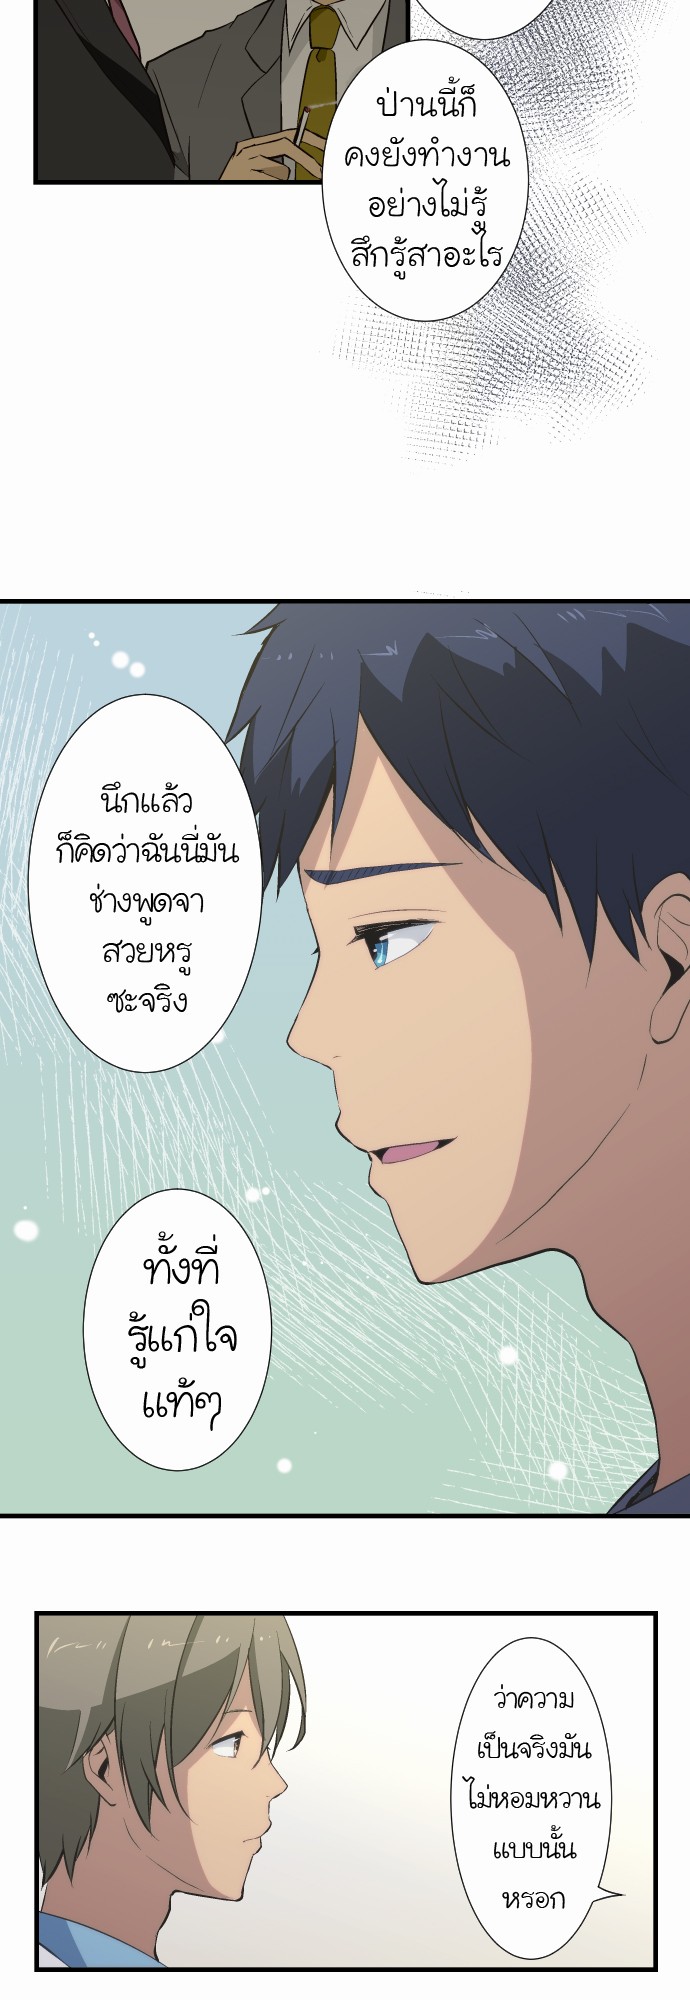 ป่านนี้ก็
คงยังทำงาน
อย่างไม่รู้
สึกรู้สาอะไร
นึกแล้ว
ก็คิดว่าฉันนี่มัน
ช่างพูดจา
สวยหรู
ซะจริง
ทั้งที่
รู้แก่ใจ
แท้ๆ
ว่าความ
เป็นจริงมัน
ไม่หอมหวาน
แบบนั้น
หรอก